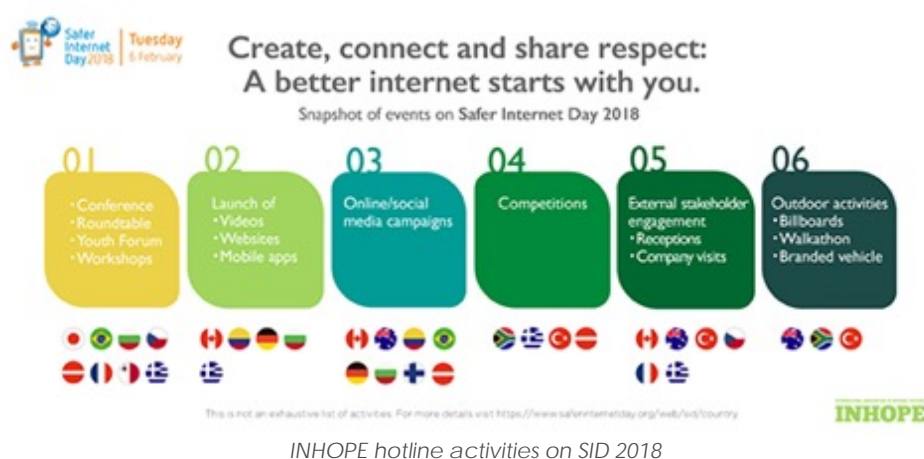 Safer
Internet
Day2018
Tuesday
6 February
Create, connect and share respect:
A better internet starts with you.
Snapshot of events on Safer Internet Day 2018
01
• Conference
• Roundtable
• Youth Forum
• Workshops
02
Launch of
• Videos
• Websites
• Mobile apps
03
Online/social
media campaigns
04
Competitions
05
External stakeholder
engagement
• Receptions
• Company visits
06
Outdoor activities
• Billboards
• Walkathon
• Branded vehicle
This is not an exhaustive list of activities. For more details visit https://www.saferinternetday.org/web/sid/country
INHOPE
INHOPE hotline activities on SID 2018